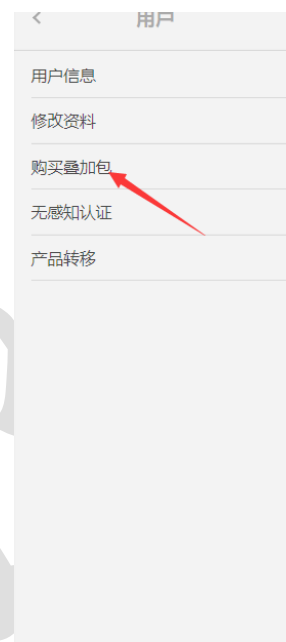 用户
用户信息
修改资料
购买叠加包
无感知认证
产品转移